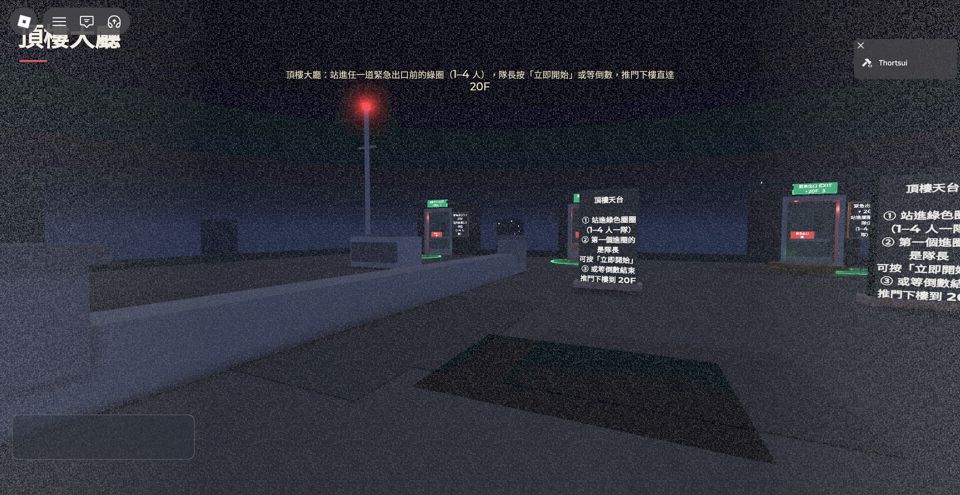 頂樓大廳
頂樓大廳：站進任一道緊急出口前的綠圈（1–4 人），隊長按「立即開始」或等倒數，推門下樓直達
20F
Thortsui
頂樓天台
① 站進綠色圈圈
（1–4 人一隊）
② 第一個進圈的
是隊長
可按「立即開始」
③ 或等倒數結束
推門下樓到 20F
緊急出口 EXIT
頂樓天台
① 站進綠色圈
（1–4 人一隊
② 第一個進圈
是隊長
可按「立即開
③ 或等倒數結
推門下樓到 20